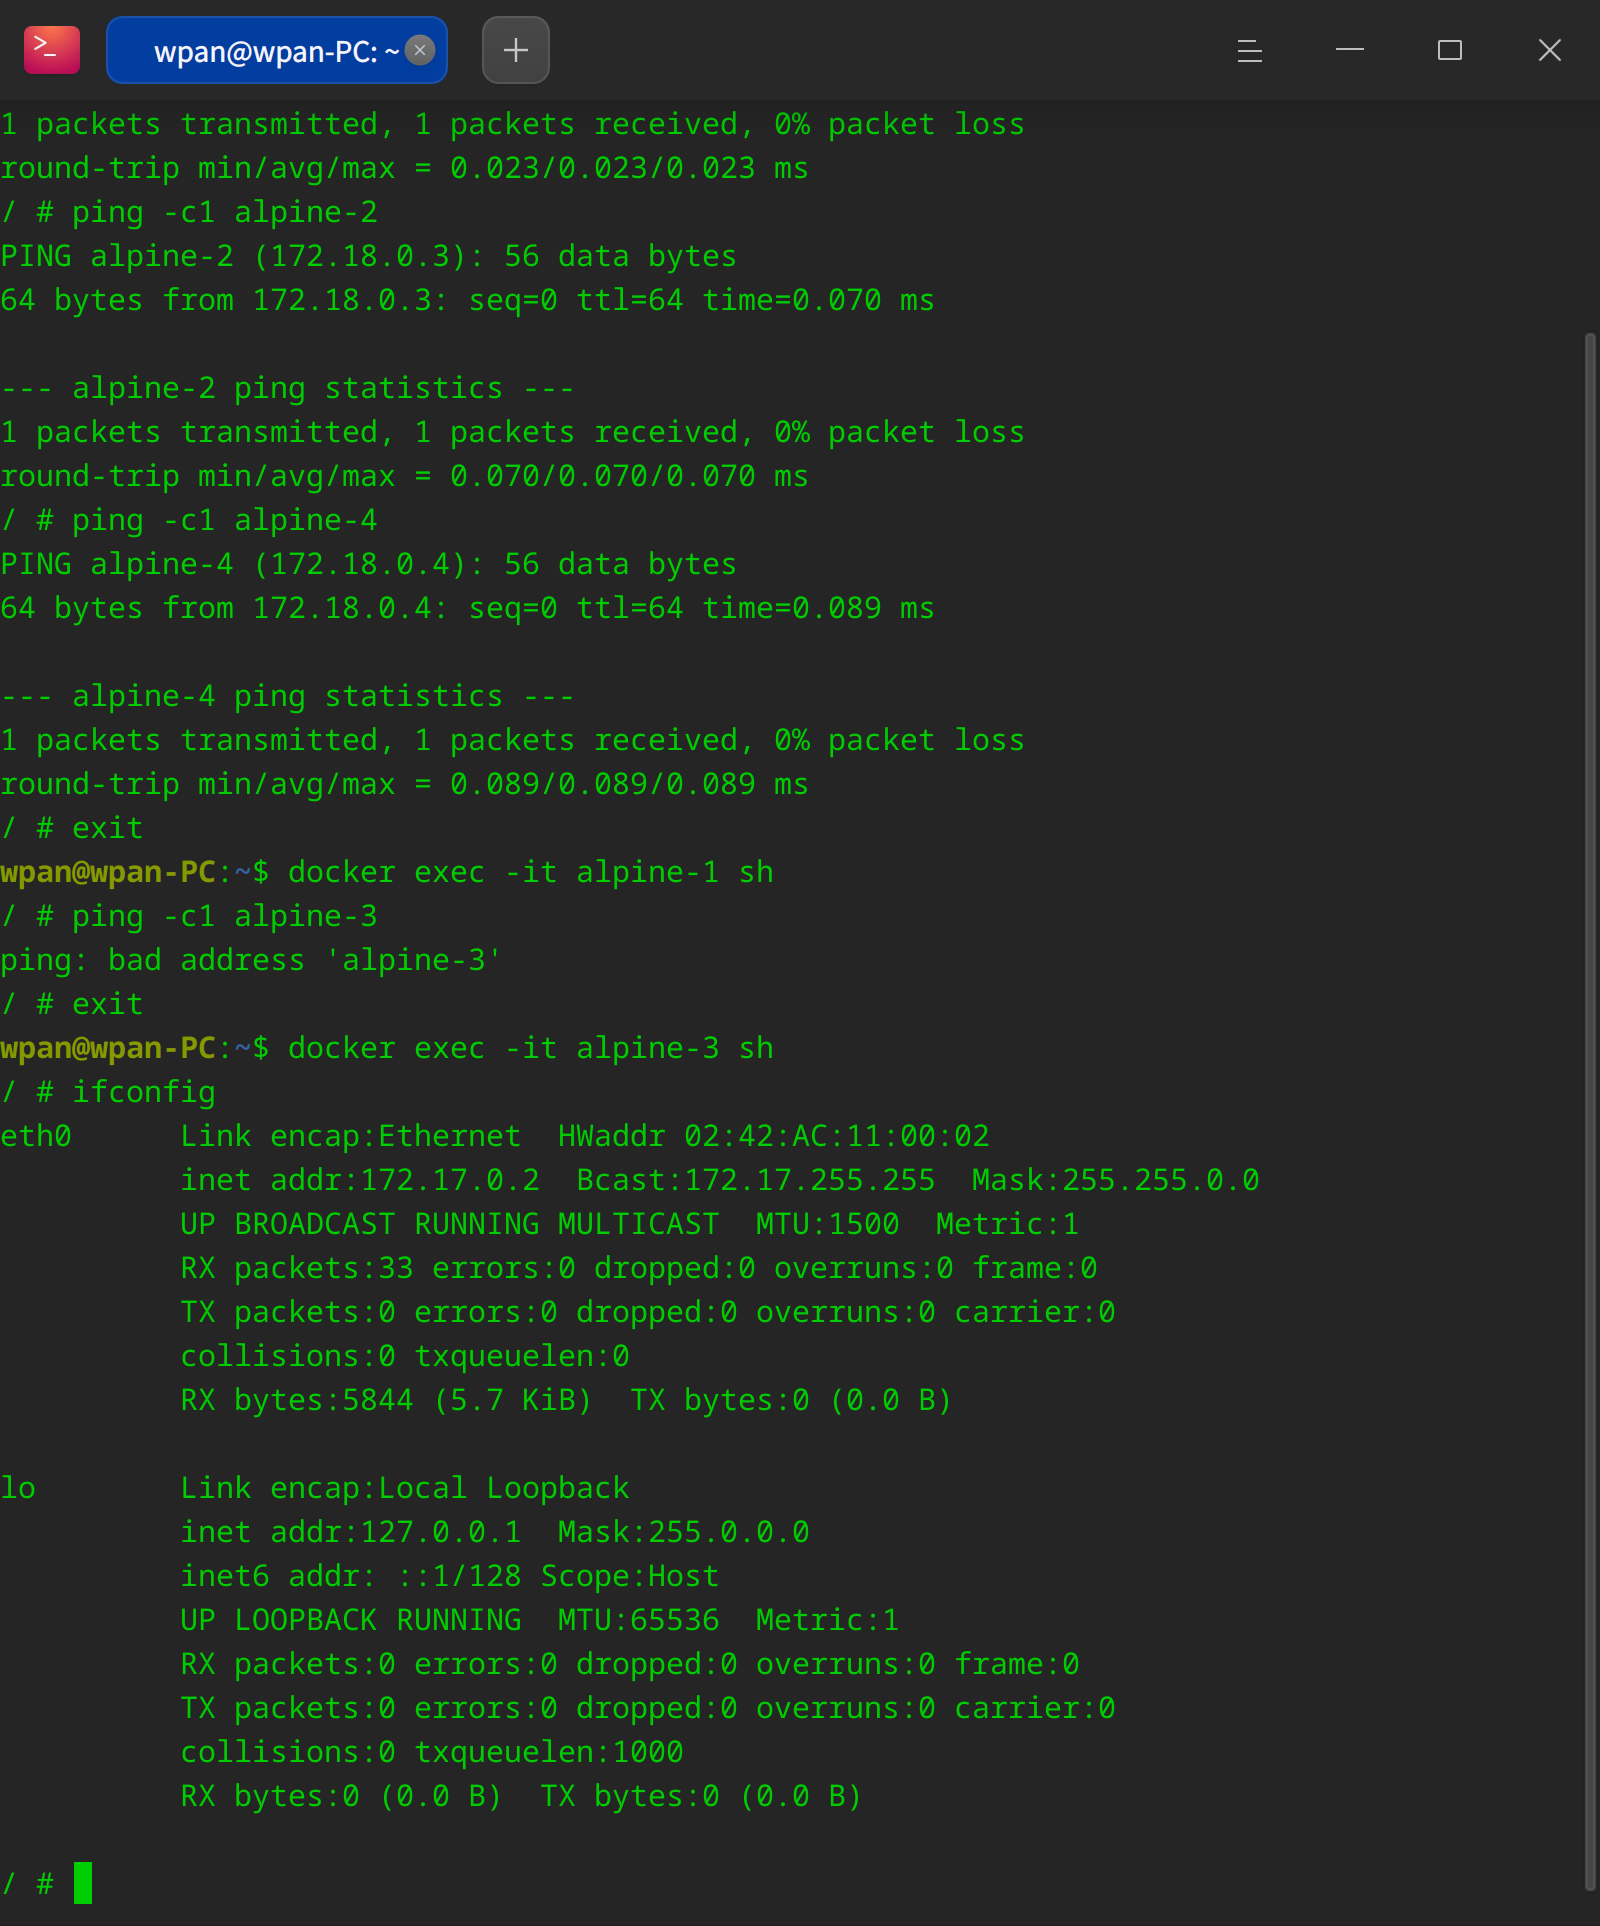 wpan@wpan-PC: ~
1 packets transmitted, 1 packets received, 0% packet loss
round-trip min/avg/max = 0.023/0.023/0.023 ms
/ # ping -c1 alpine-2
PING alpine-2 (172.18.0.3): 56 data bytes
64 bytes from 172.18.0.3: seq=0 ttl=64 time=0.070 ms

--- alpine-2 ping statistics ---
1 packets transmitted, 1 packets received, 0% packet loss
round-trip min/avg/max = 0.070/0.070/0.070 ms
/ # ping -c1 alpine-4
PING alpine-4 (172.18.0.4): 56 data bytes
64 bytes from 172.18.0.4: seq=0 ttl=64 time=0.089 ms

--- alpine-4 ping statistics ---
1 packets transmitted, 1 packets received, 0% packet loss
round-trip min/avg/max = 0.089/0.089/0.089 ms
/ # exit
wpan@wpan-PC:~$ docker exec -it alpine-1 sh
/ # ping -c1 alpine-3
ping: bad address 'alpine-3'
/ # exit
wpan@wpan-PC:~$ docker exec -it alpine-3 sh
/ # ifconfig
eth0      Link encap:Ethernet  HWaddr 02:42:AC:11:00:02
          inet addr:172.17.0.2  Bcast:172.17.255.255  Mask:255.255.0.0
          UP BROADCAST RUNNING MULTICAST  MTU:1500  Metric:1
          RX packets:33 errors:0 dropped:0 overruns:0 frame:0
          TX packets:0 errors:0 dropped:0 overruns:0 carrier:0
          collisions:0 txqueuelen:0
          RX bytes:5844 (5.7 KiB)  TX bytes:0 (0.0 B)

lo        Link encap:Local Loopback
          inet addr:127.0.0.1  Mask:255.0.0.0
          inet6 addr: ::1/128 Scope:Host
          UP LOOPBACK RUNNING  MTU:65536  Metric:1
          RX packets:0 errors:0 dropped:0 overruns:0 frame:0
          TX packets:0 errors:0 dropped:0 overruns:0 carrier:0
          collisions:0 txqueuelen:1000
          RX bytes:0 (0.0 B)  TX bytes:0 (0.0 B)

/ #